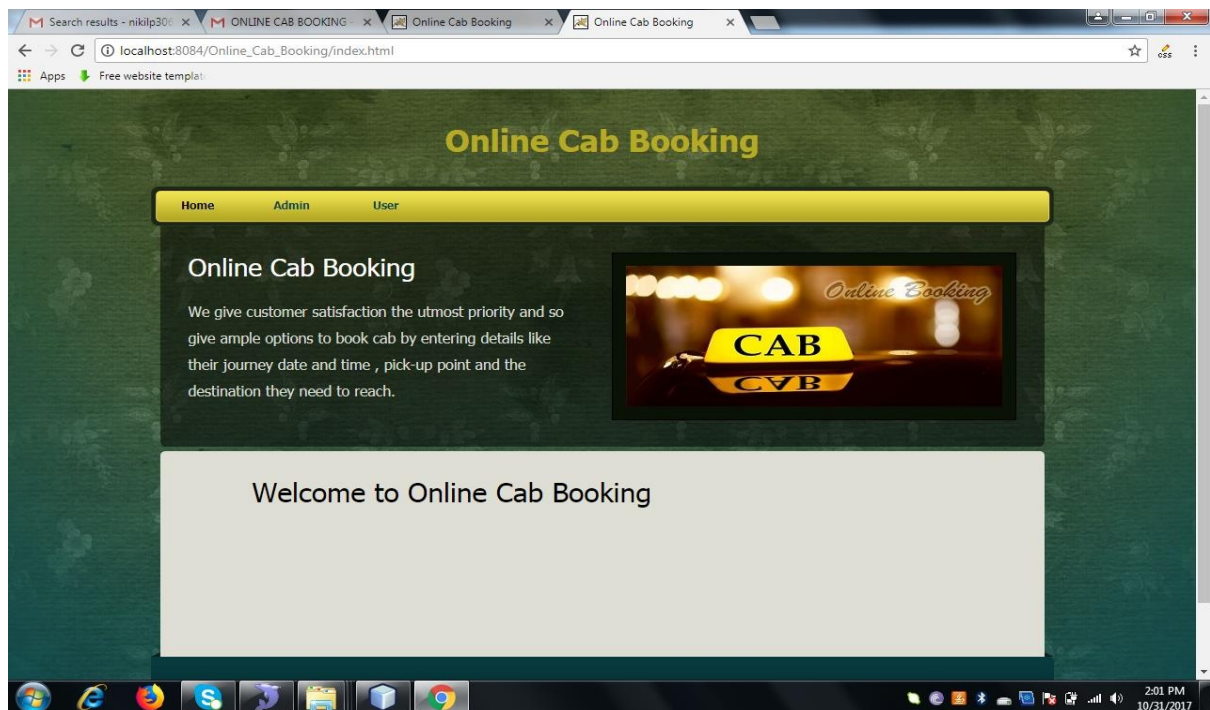 Search results - nikilp306
ONLINE CAB BOOKING -
Online Cab Booking
Online Cab Booking
localhost:8084/Online_Cab_Booking/index.html
css
Apps
Free website templat
Online Cab Booking
Home Admin User
Online Cab Booking
We give customer satisfaction the utmost priority and so
give ample options to book cab by entering details like
their journey date and time , pick-up point and the
destination they need to reach.
Online Booking
CAB
Welcome to Online Cab Booking
2:01 PM
10/31/2017